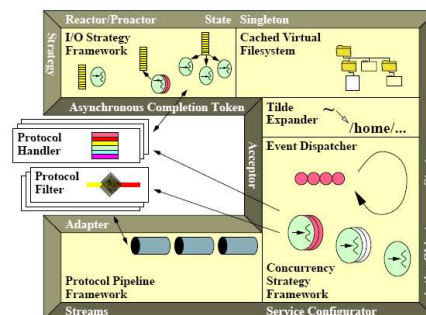 Reactor/Proactor
State
Singleton
Strategy
I/O Strategy
Framework
Cached Virtual
Filesystem
Asynchronous Completion Token
Tilde
Expander
~
/home/...
Protocol
Handler
Protocol
Filter
Acceptor
Event Dispatcher
Adapter
Protocol Pipeline
Framework
Concurrency
Strategy
Framework
Streams
Service Configurator